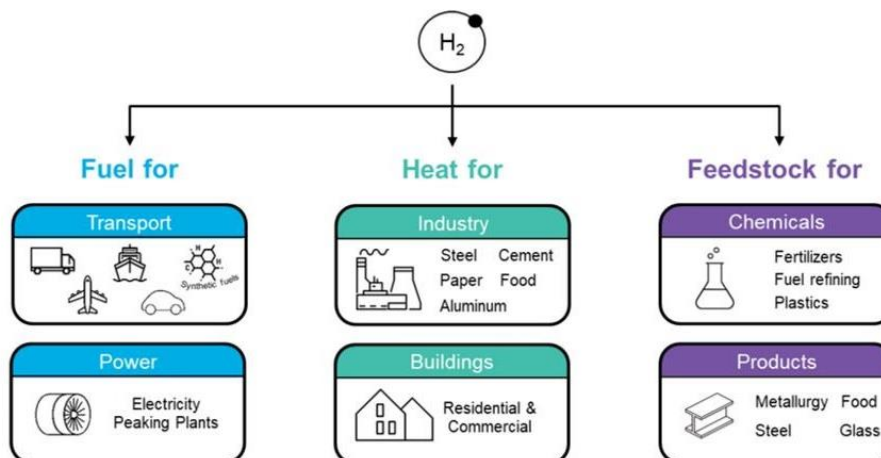 H2
Fuel for
Heat for
Feedstock for
Transport
H
C
H
Synthetic fuels
Industry
Steel Cement
Paper Food
Aluminum
Chemicals
Fertilizers
Fuel refining
Plastics
Power
Electricity
Peaking Plants
Buildings
Residential &
Commercial
Products
Metallurgy Food
Steel Glass